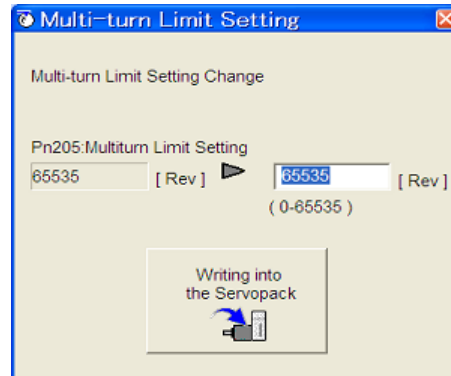 Multi-turn Limit Setting
Multi-turn Limit Setting Change
Pn205:Multiturn Limit Setting
65535 [ Rev ] 65535 [ Rev ]
( 0-65535 )
Writing into
the Servopack